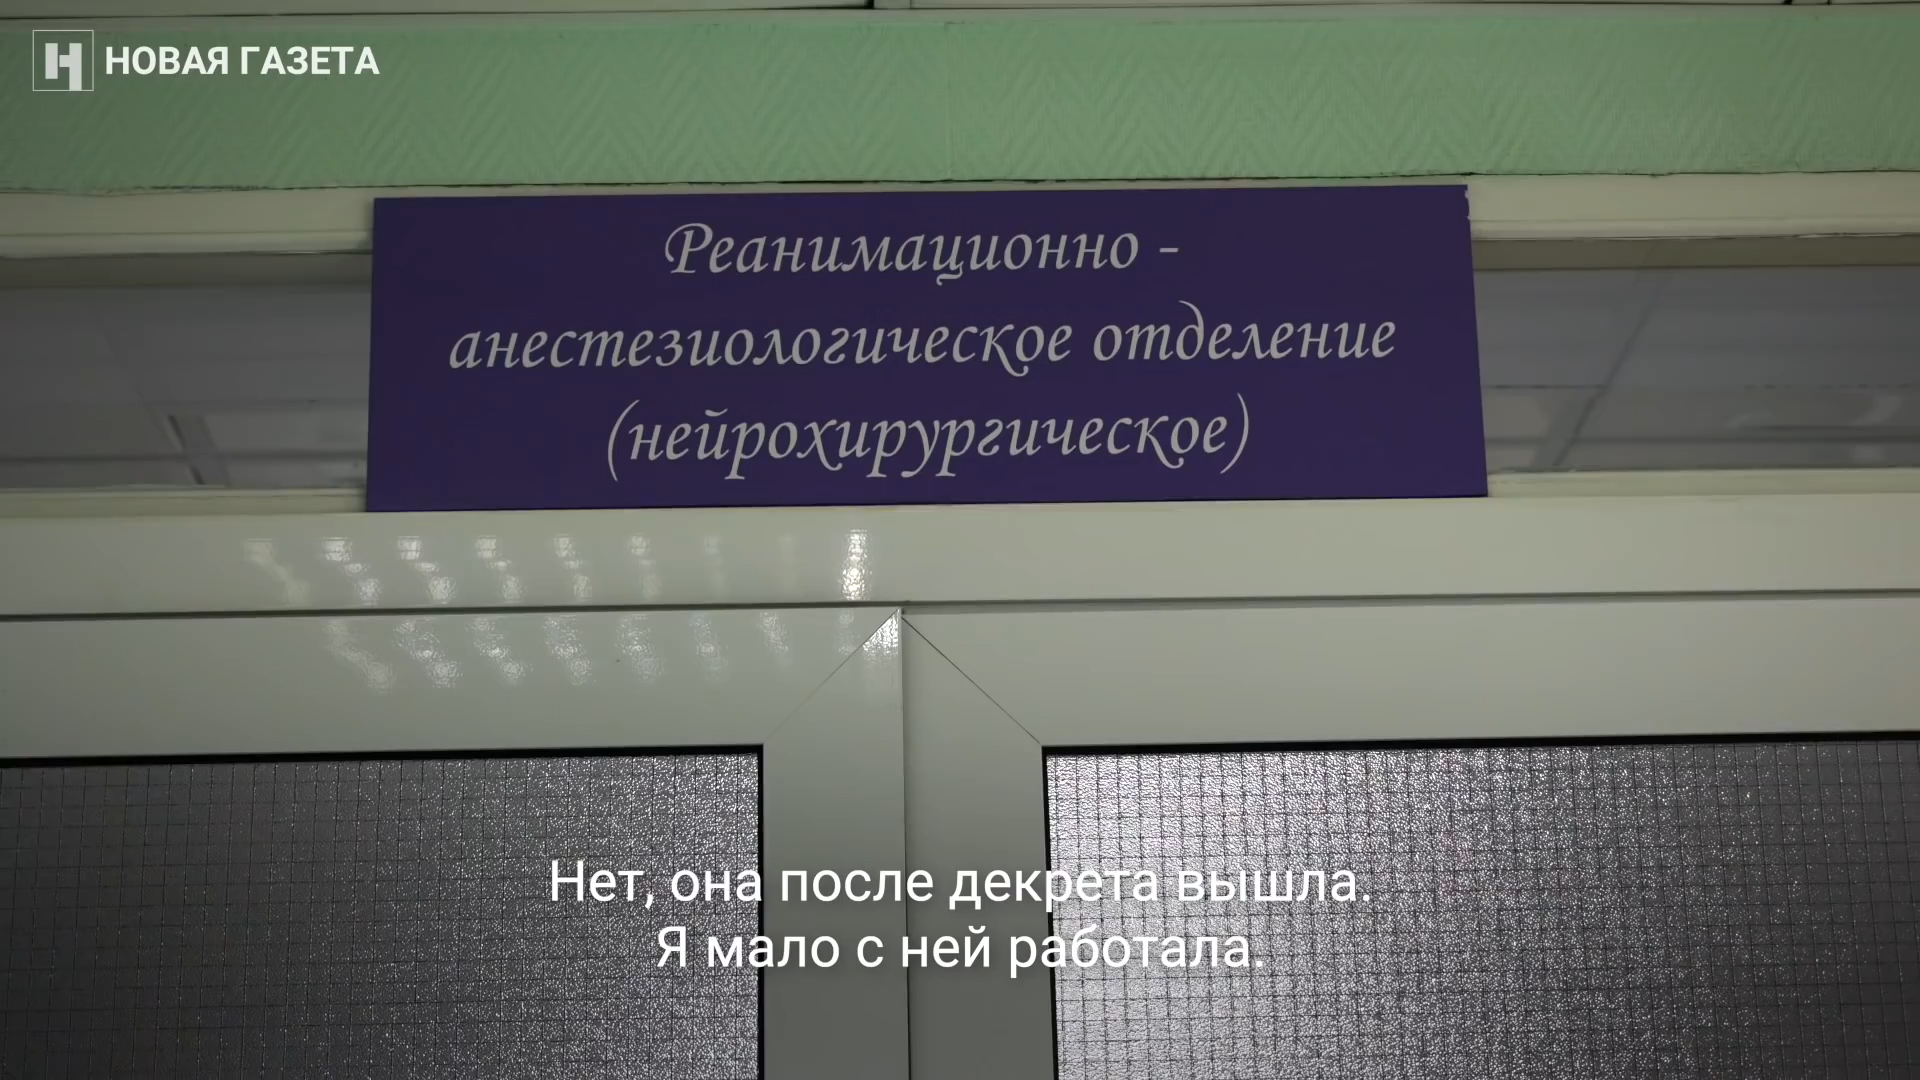 НОВАЯ ГАЗЕТА
Реанимационно -
анестезиологическое отделение
(нейрохирургическое)
Нет, она после декрета вышла.
Я мало с ней работала.